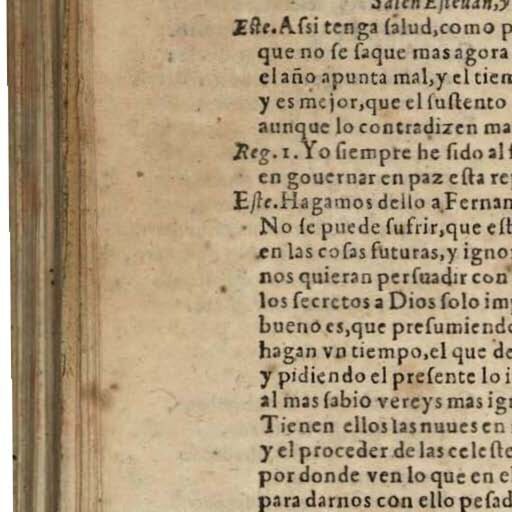 Salen Esteuan, y
Este. Assi tenga salud, como p
que no se saque mas agora
el año apunta mal, y el tiem
y es mejor, que el sustento
aunque lo contradizen ma
Reg. 1. Yo siempre he sido al s
en gouernar en paz esta re
Este. Hagamos dello a Fernan
No se puede sufrir, que est
en las cosas futuras, y igno
nos quieran persuadir con
los secretos a Dios solo imp
bueno es, que presumiendo
hagan vn tiempo, el que de
y pidiendo el presente lo i
al mas sabio vereys mas ign
Tienen ellos las nuues en
y el proceder de las celeste
por donde ven lo que en el
para darnos con ello pesad